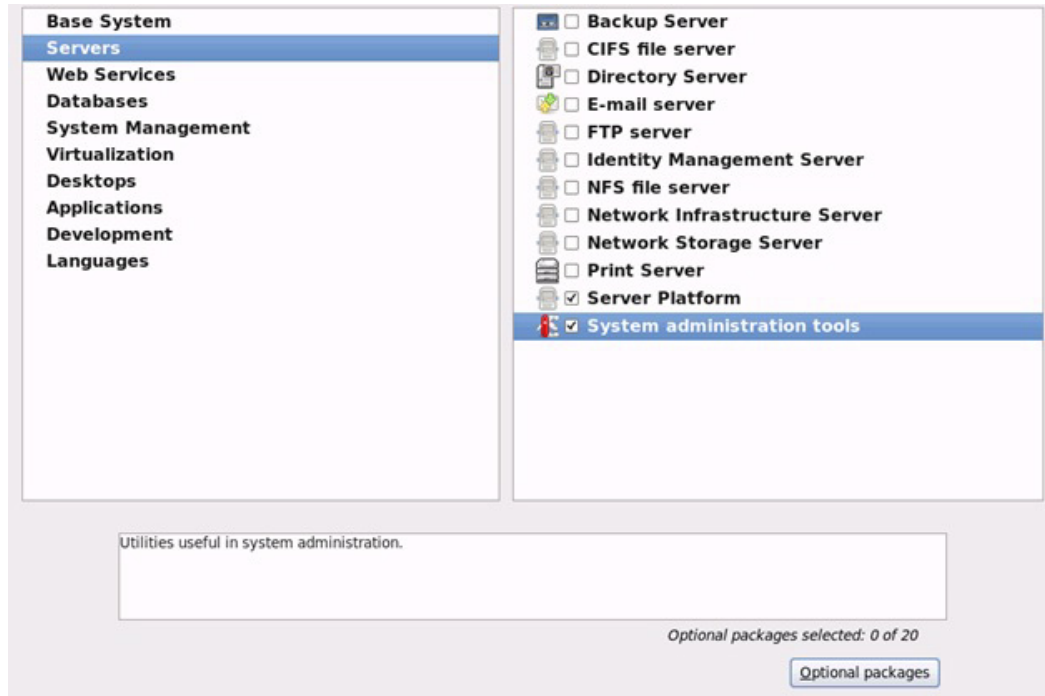 Base System
Servers
Web Services
Databases
System Management
Virtualization
Desktops
Applications
Development
Languages
Backup Server
CIFS file server
Directory Server
E-mail server
FTP server
Identity Management Server
NFS file server
Network Infrastructure Server
Network Storage Server
Print Server
Server Platform
System administration tools
Utilities useful in system administration.
Optional packages selected: 0 of 20
Optional packages